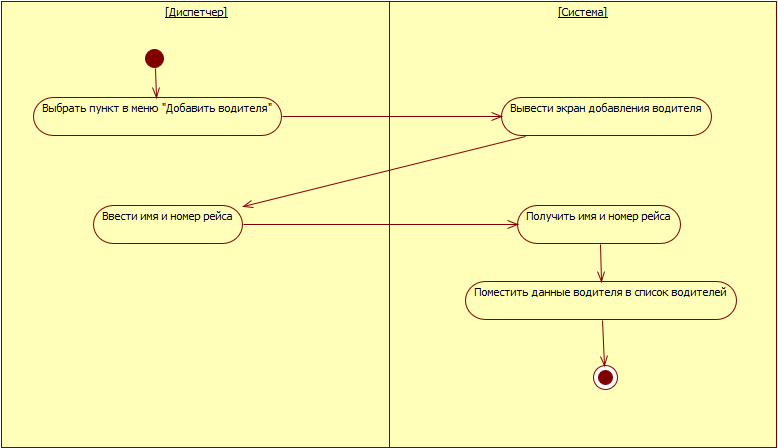 [Диспетчер]
[Система]
Выбрать пункт в меню "Добавить водителя"
Вывести экран добавления водителя
Ввести имя и номер рейса
Получить имя и номер рейса
Поместить данные водителя в список водителей